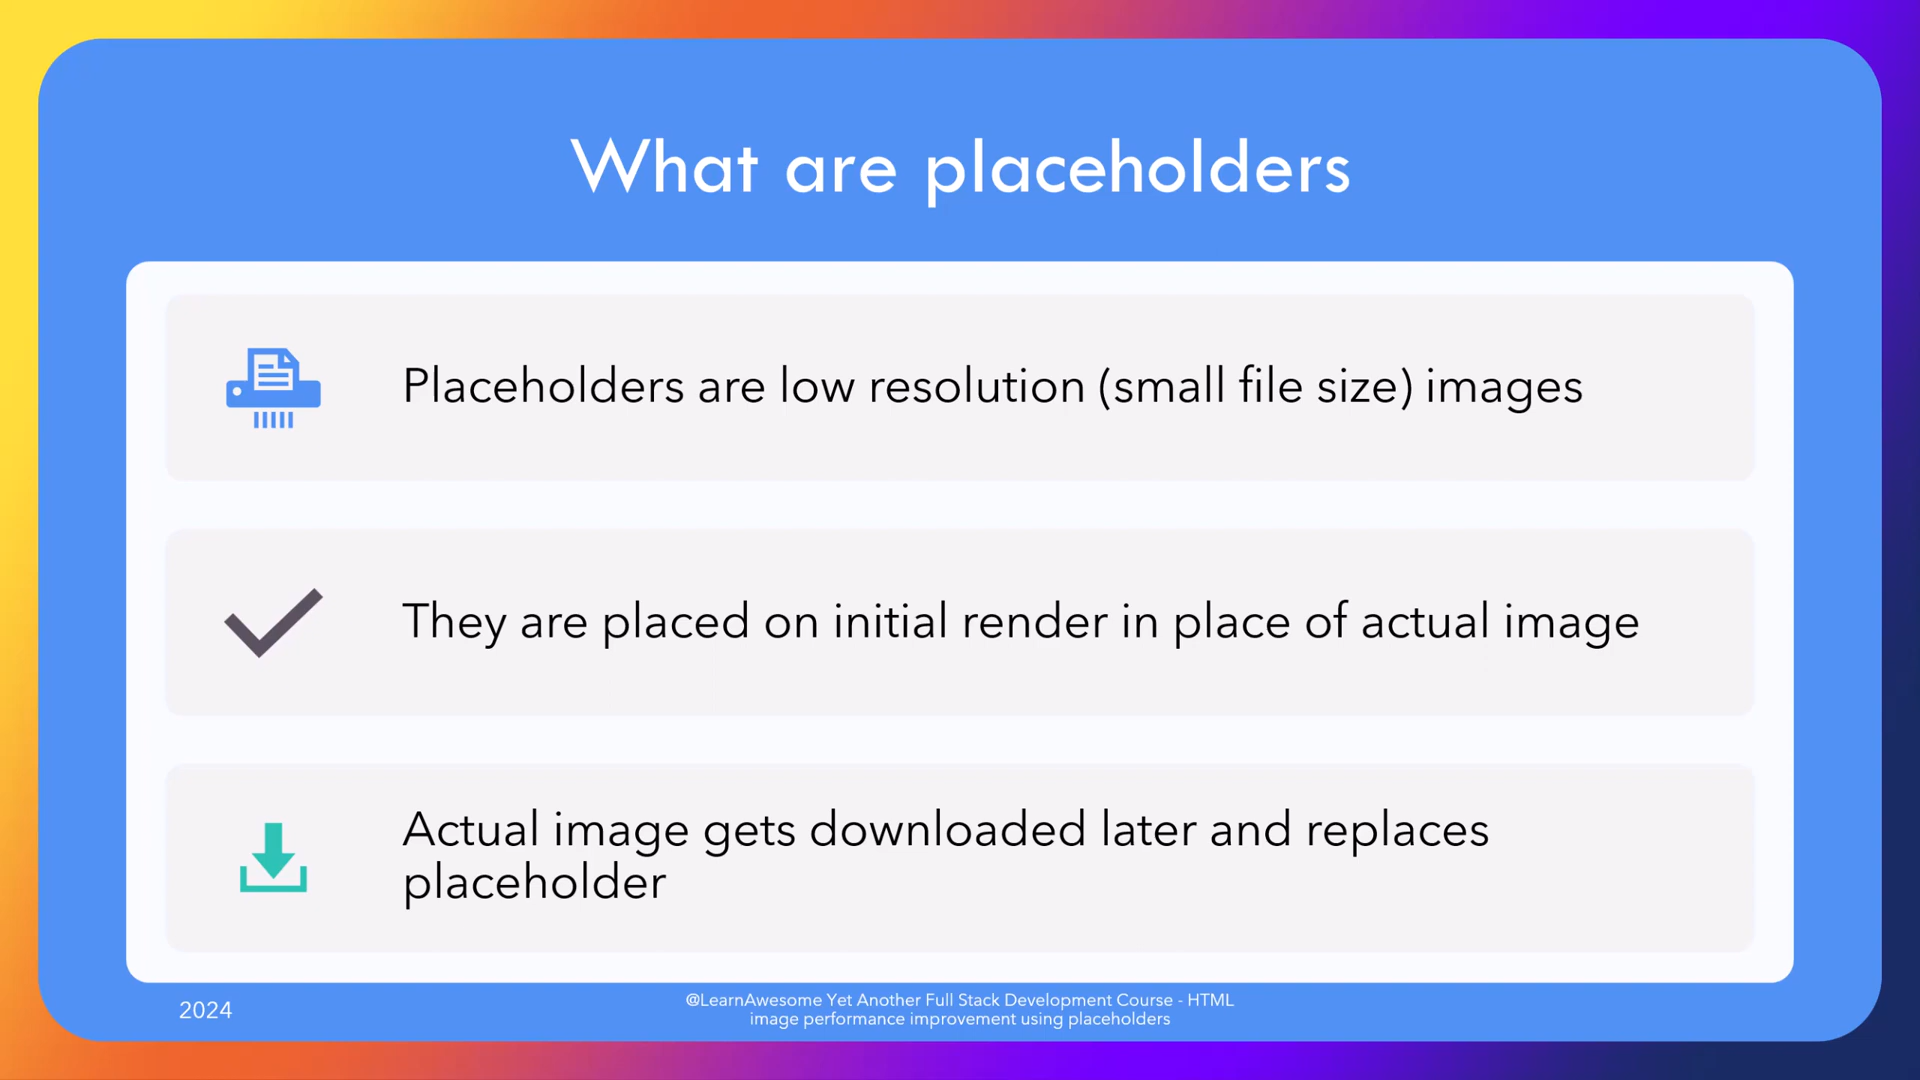 What are placeholders
Placeholders are low resolution (small file size) images
They are placed on initial render in place of actual image
Actual image gets downloaded later and replaces
placeholder
2024
@LearnAwesome Yet Another Full Stack Development Course - HTML
image performance improvement using placeholders